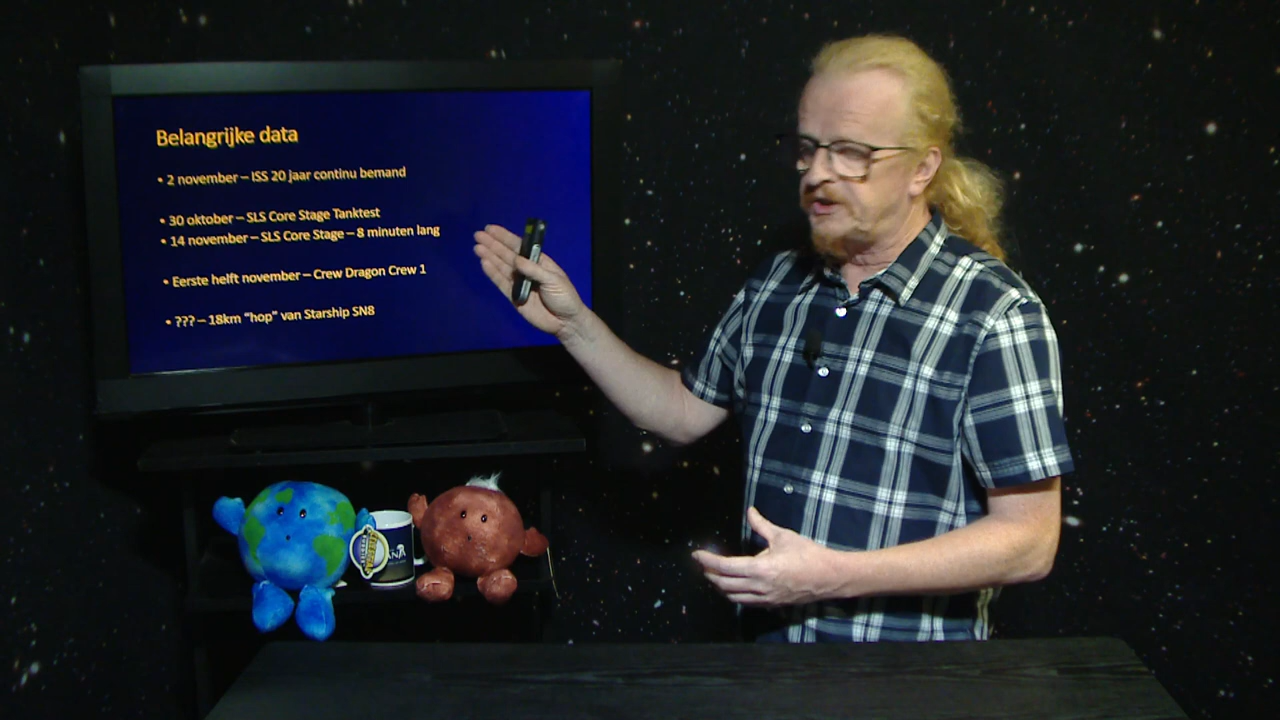 Belangrijke data
• 2 november – ISS 20 jaar continu bemand
• 30 oktober – SLS Core Stage Tanktest
• 14 november – SLS Core Stage – 8 minuten lang
• Eerste helft november – Crew Dragon Crew 1
• ??? – 18km “hop” van Starship SN8